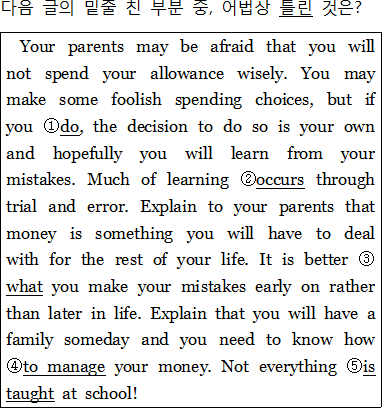 다음 글의 밑줄 친 부분 중, 어법상 틀린 것은?
Your parents may be afraid that you will
not spend your allowance wisely. You may
make some foolish spending choices, but if
you ①do, the decision to do so is your own
and hopefully you will learn from your
mistakes. Much of learning ②occurs through
trial and error. Explain to your parents that
money is something you will have to deal
with for the rest of your life. It is better ③
what you make your mistakes early on rather
than later in life. Explain that you will have a
family someday and you need to know how
④to manage your money. Not everything ⑤is
taught at school!